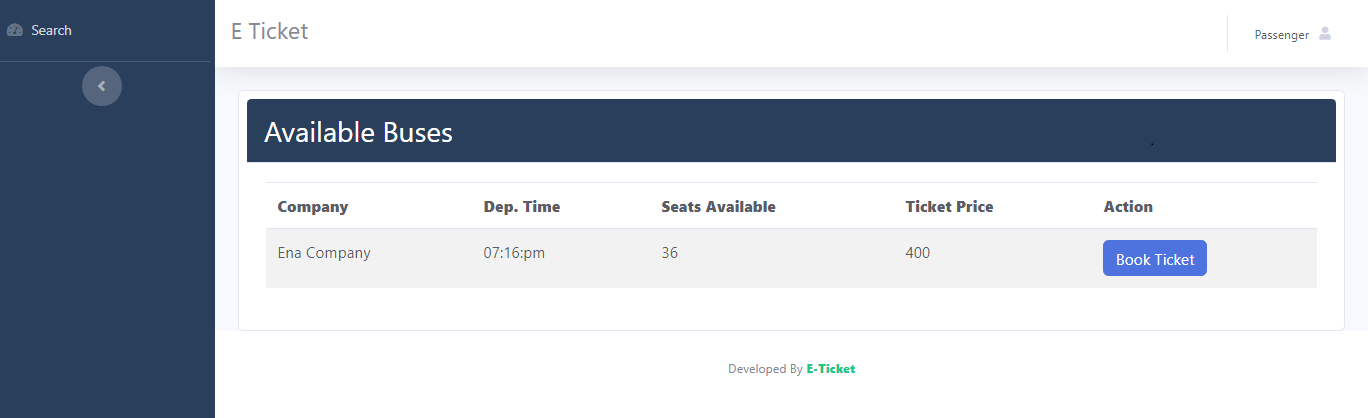 Search
E Ticket
Passenger
Available Buses
Company Dep. Time Seats Available Ticket Price Action
Ena Company 07:16:pm 36 400 Book Ticket
Developed By E-Ticket